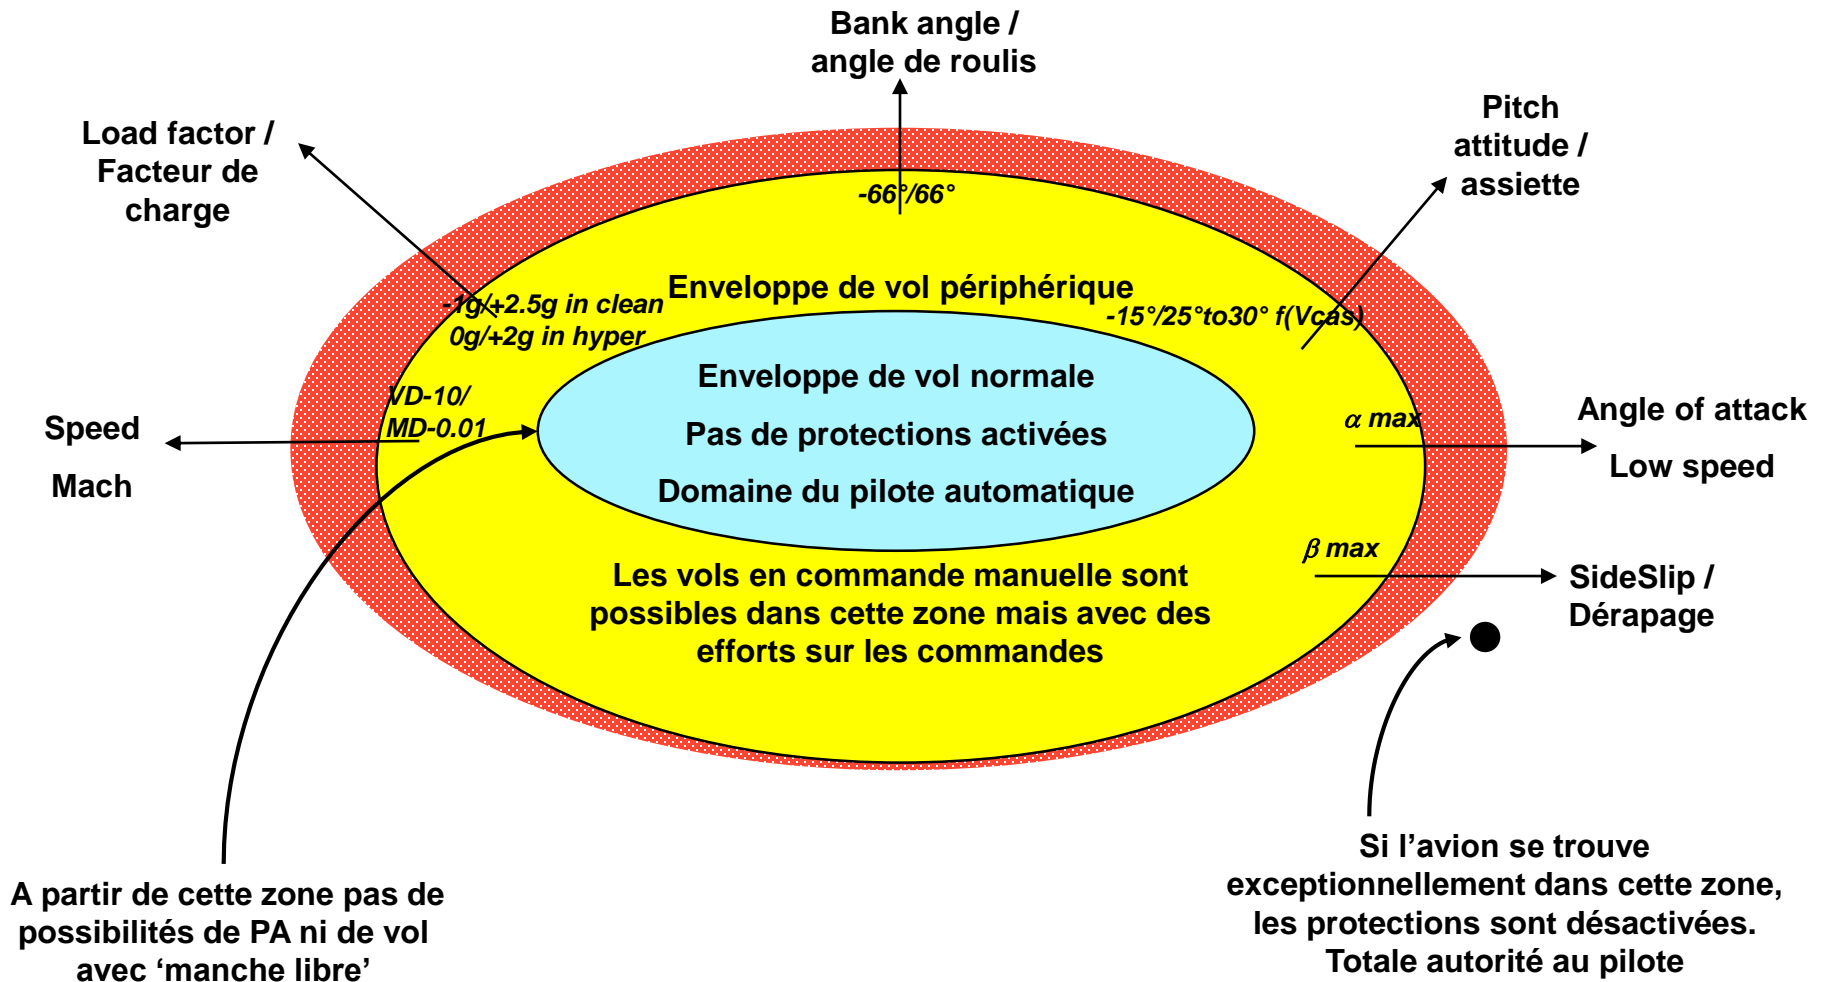 Bank angle /
angle de roulis
Load factor /
Facteur de
charge
Pitch
attitude /
assiette
-66°/66°
Enveloppe de vol périphérique
-1g/+2.5g in clean
0g/+2g in hyper
-15°/25°to30° f(Vcas)
Enveloppe de vol normale
Pas de protections activées
Domaine du pilote automatique
VD-10/
MD-0.01
Speed
Mach
α max
Angle of attack
Low speed
β max
SideSlip /
Dérapage
Les vols en commande manuelle sont
possibles dans cette zone mais avec des
efforts sur les commandes
A partir de cette zone pas de
possibilités de PA ni de vol
avec ‘manche libre’
Si l’avion se trouve
exceptionnellement dans cette zone,
les protections sont désactivées.
Totale autorité au pilote